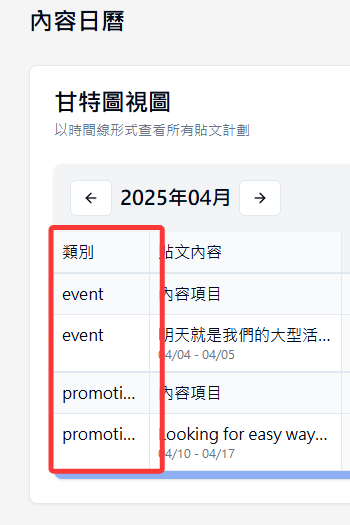 內容日曆
甘特圖視圖
以時間線形式查看所有貼文計劃
← 2025年04月 →
類別 貼文內容
event 內容項目
event 明天就是我們的大型活...
04/04 - 04/05
promoti... 內容項目
promoti... Looking for easy way...
04/10 - 04/17